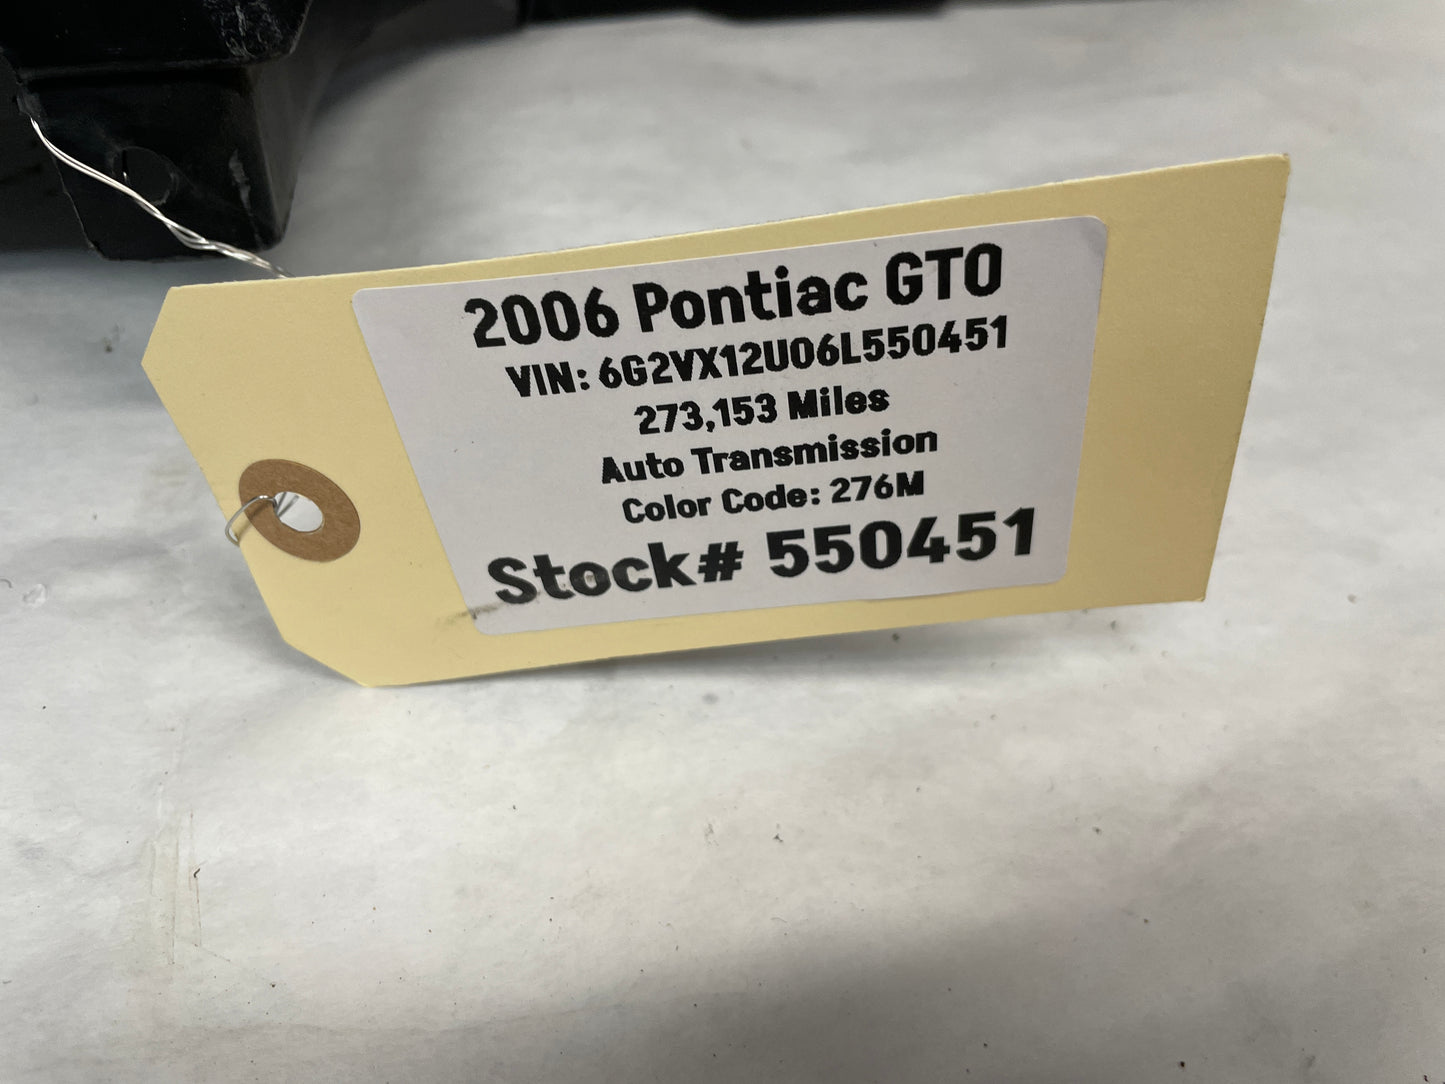 2006 Pontiac GTO
VIN: 6G2VX12U06L550451
273,153 Miles
Auto Transmission
Color Code: 276M
Stock# 550451